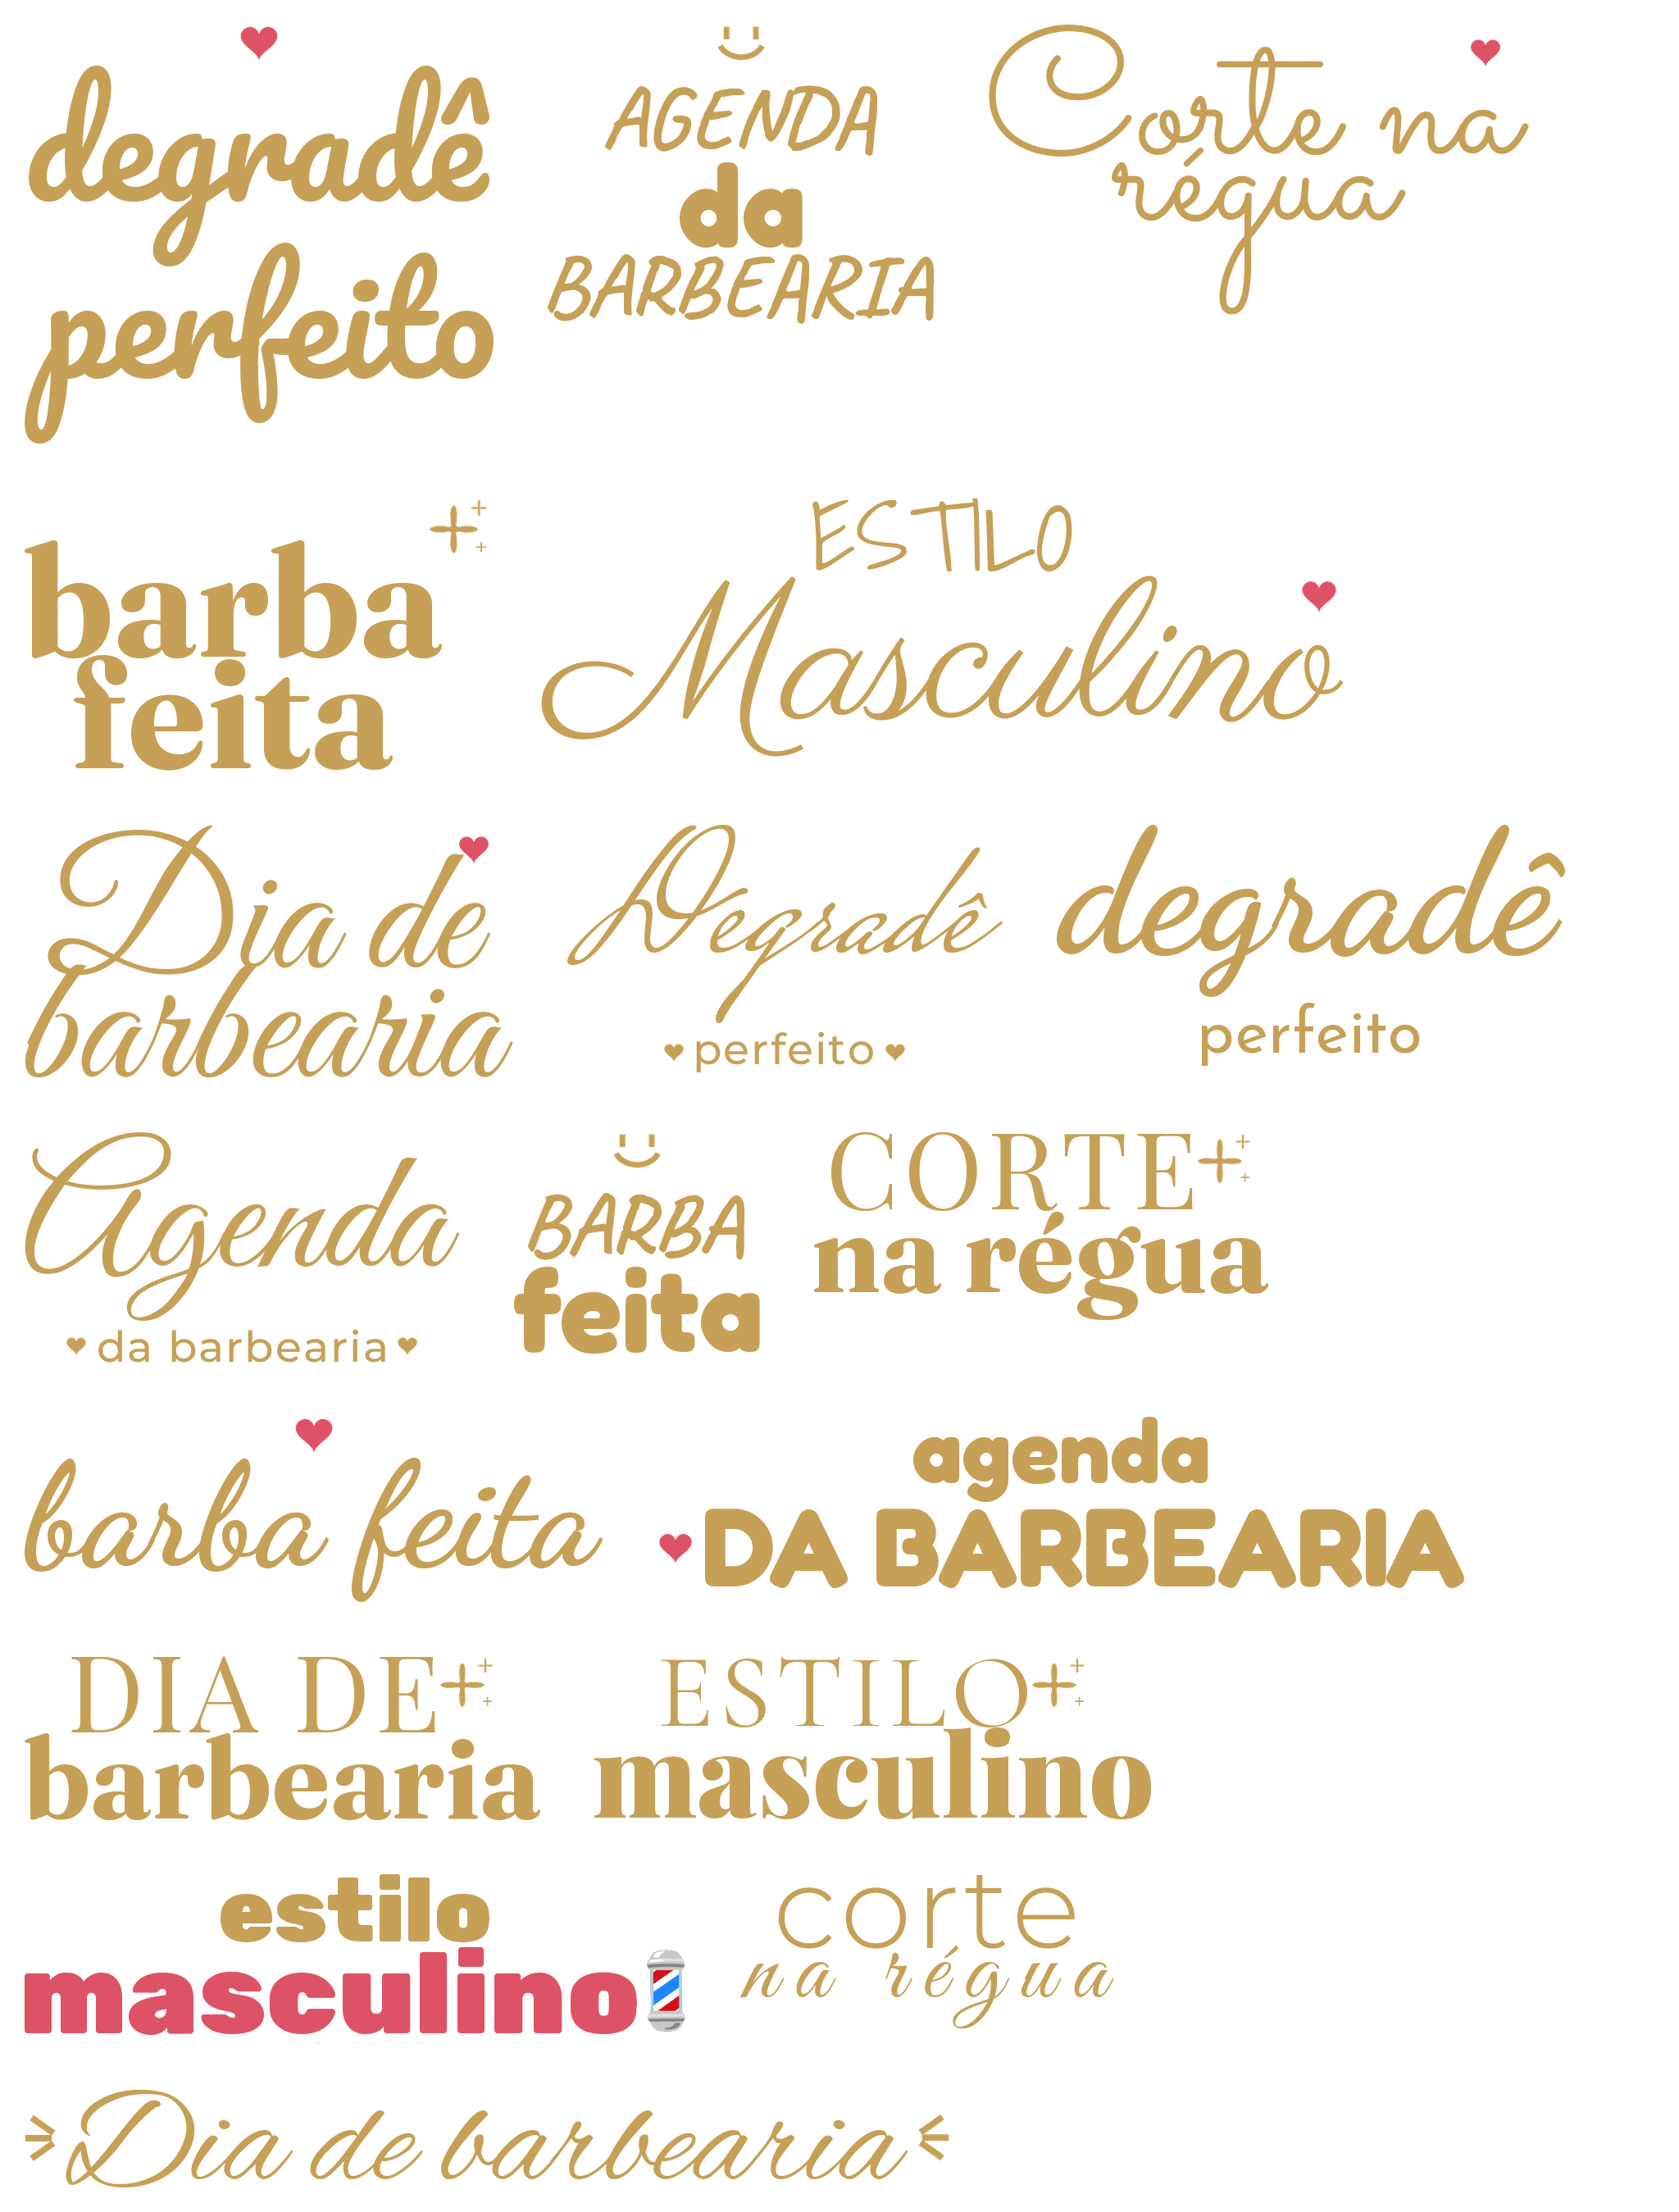 degradê
perfeito
AGENDA
da
BARBEARIA
Corte na
régua
barba
feita
ESTILO
Masculino
Dia de
barbearia
Degradê
perfeito
degradê
perfeito
Agenda
da barbearia
BARBA
feita
CORTE
na régua
barba feita
agenda
DA BARBEARIA
DIA DE
barbearia
ESTILO
masculino
estilo
masculino
corte
na régua
Dia de barbearia